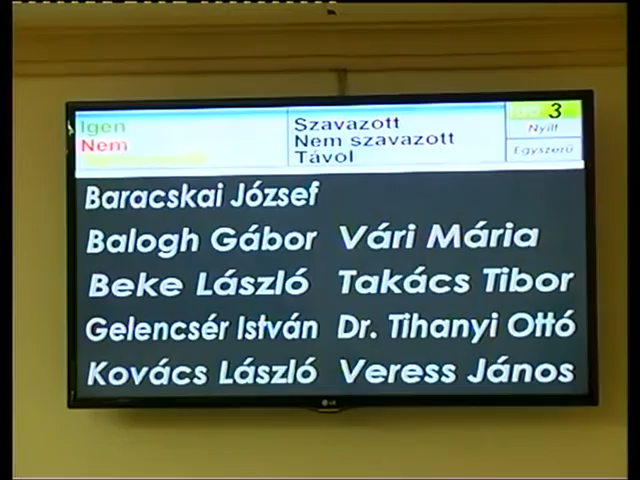 Igen
Nem
Szavazott
Nem szavazott
Távol
Idő 3
Nyílt
Egyszerű
Baracskai József
Balogh Gábor Vári Mária
Beke László Takács Tibor
Gelencsér István Dr. Tihanyi Ottó
Kovács László Veress János
LG